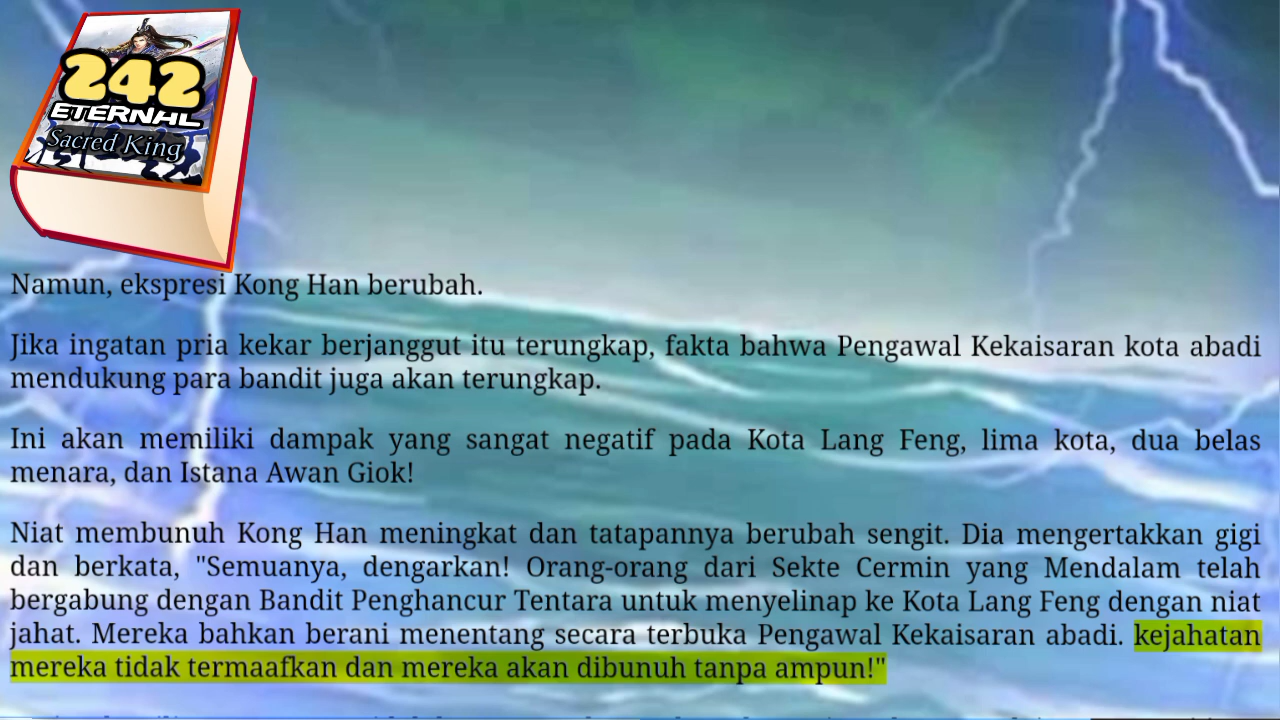 242
ETERNAL
Sacred King
Namun, ekspresi Kong Han berubah.
Jika ingatan pria kekar berjanggut itu terungkap, fakta bahwa Pengawal Kekaisaran kota abadi
mendukung para bandit juga akan terungkap.
Ini akan memiliki dampak yang sangat negatif pada Kota Lang Feng, lima kota, dua belas
menara, dan Istana Awan Giok!
Niat membunuh Kong Han meningkat dan tatapannya berubah sengit. Dia mengertakkan gigi
dan berkata, "Semuanya, dengarkan! Orang-orang dari Sekte Cermin yang Mendalam telah
bergabung dengan Bandit Penghancur Tentara untuk menyelinap ke Kota Lang Feng dengan niat
jahat. Mereka bahkan berani menentang secara terbuka Pengawal Kekaisaran abadi. kejahatan
mereka tidak termaafkan dan mereka akan dibunuh tanpa ampun!"